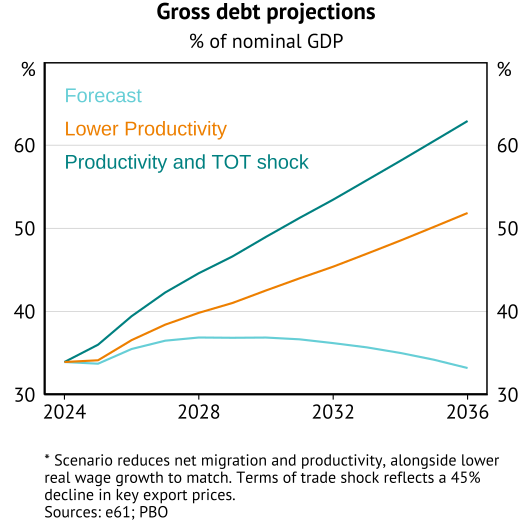 Gross debt projections
% of nominal GDP
% %
Forecast
Lower Productivity
Productivity and TOT shock
60 60
50 50
40 40
30 30
2024 2028 2032 2036
* Scenario reduces net migration and productivity, alongside lower
real wage growth to match. Terms of trade shock reflects a 45%
decline in key export prices.
Sources: e61; PBO